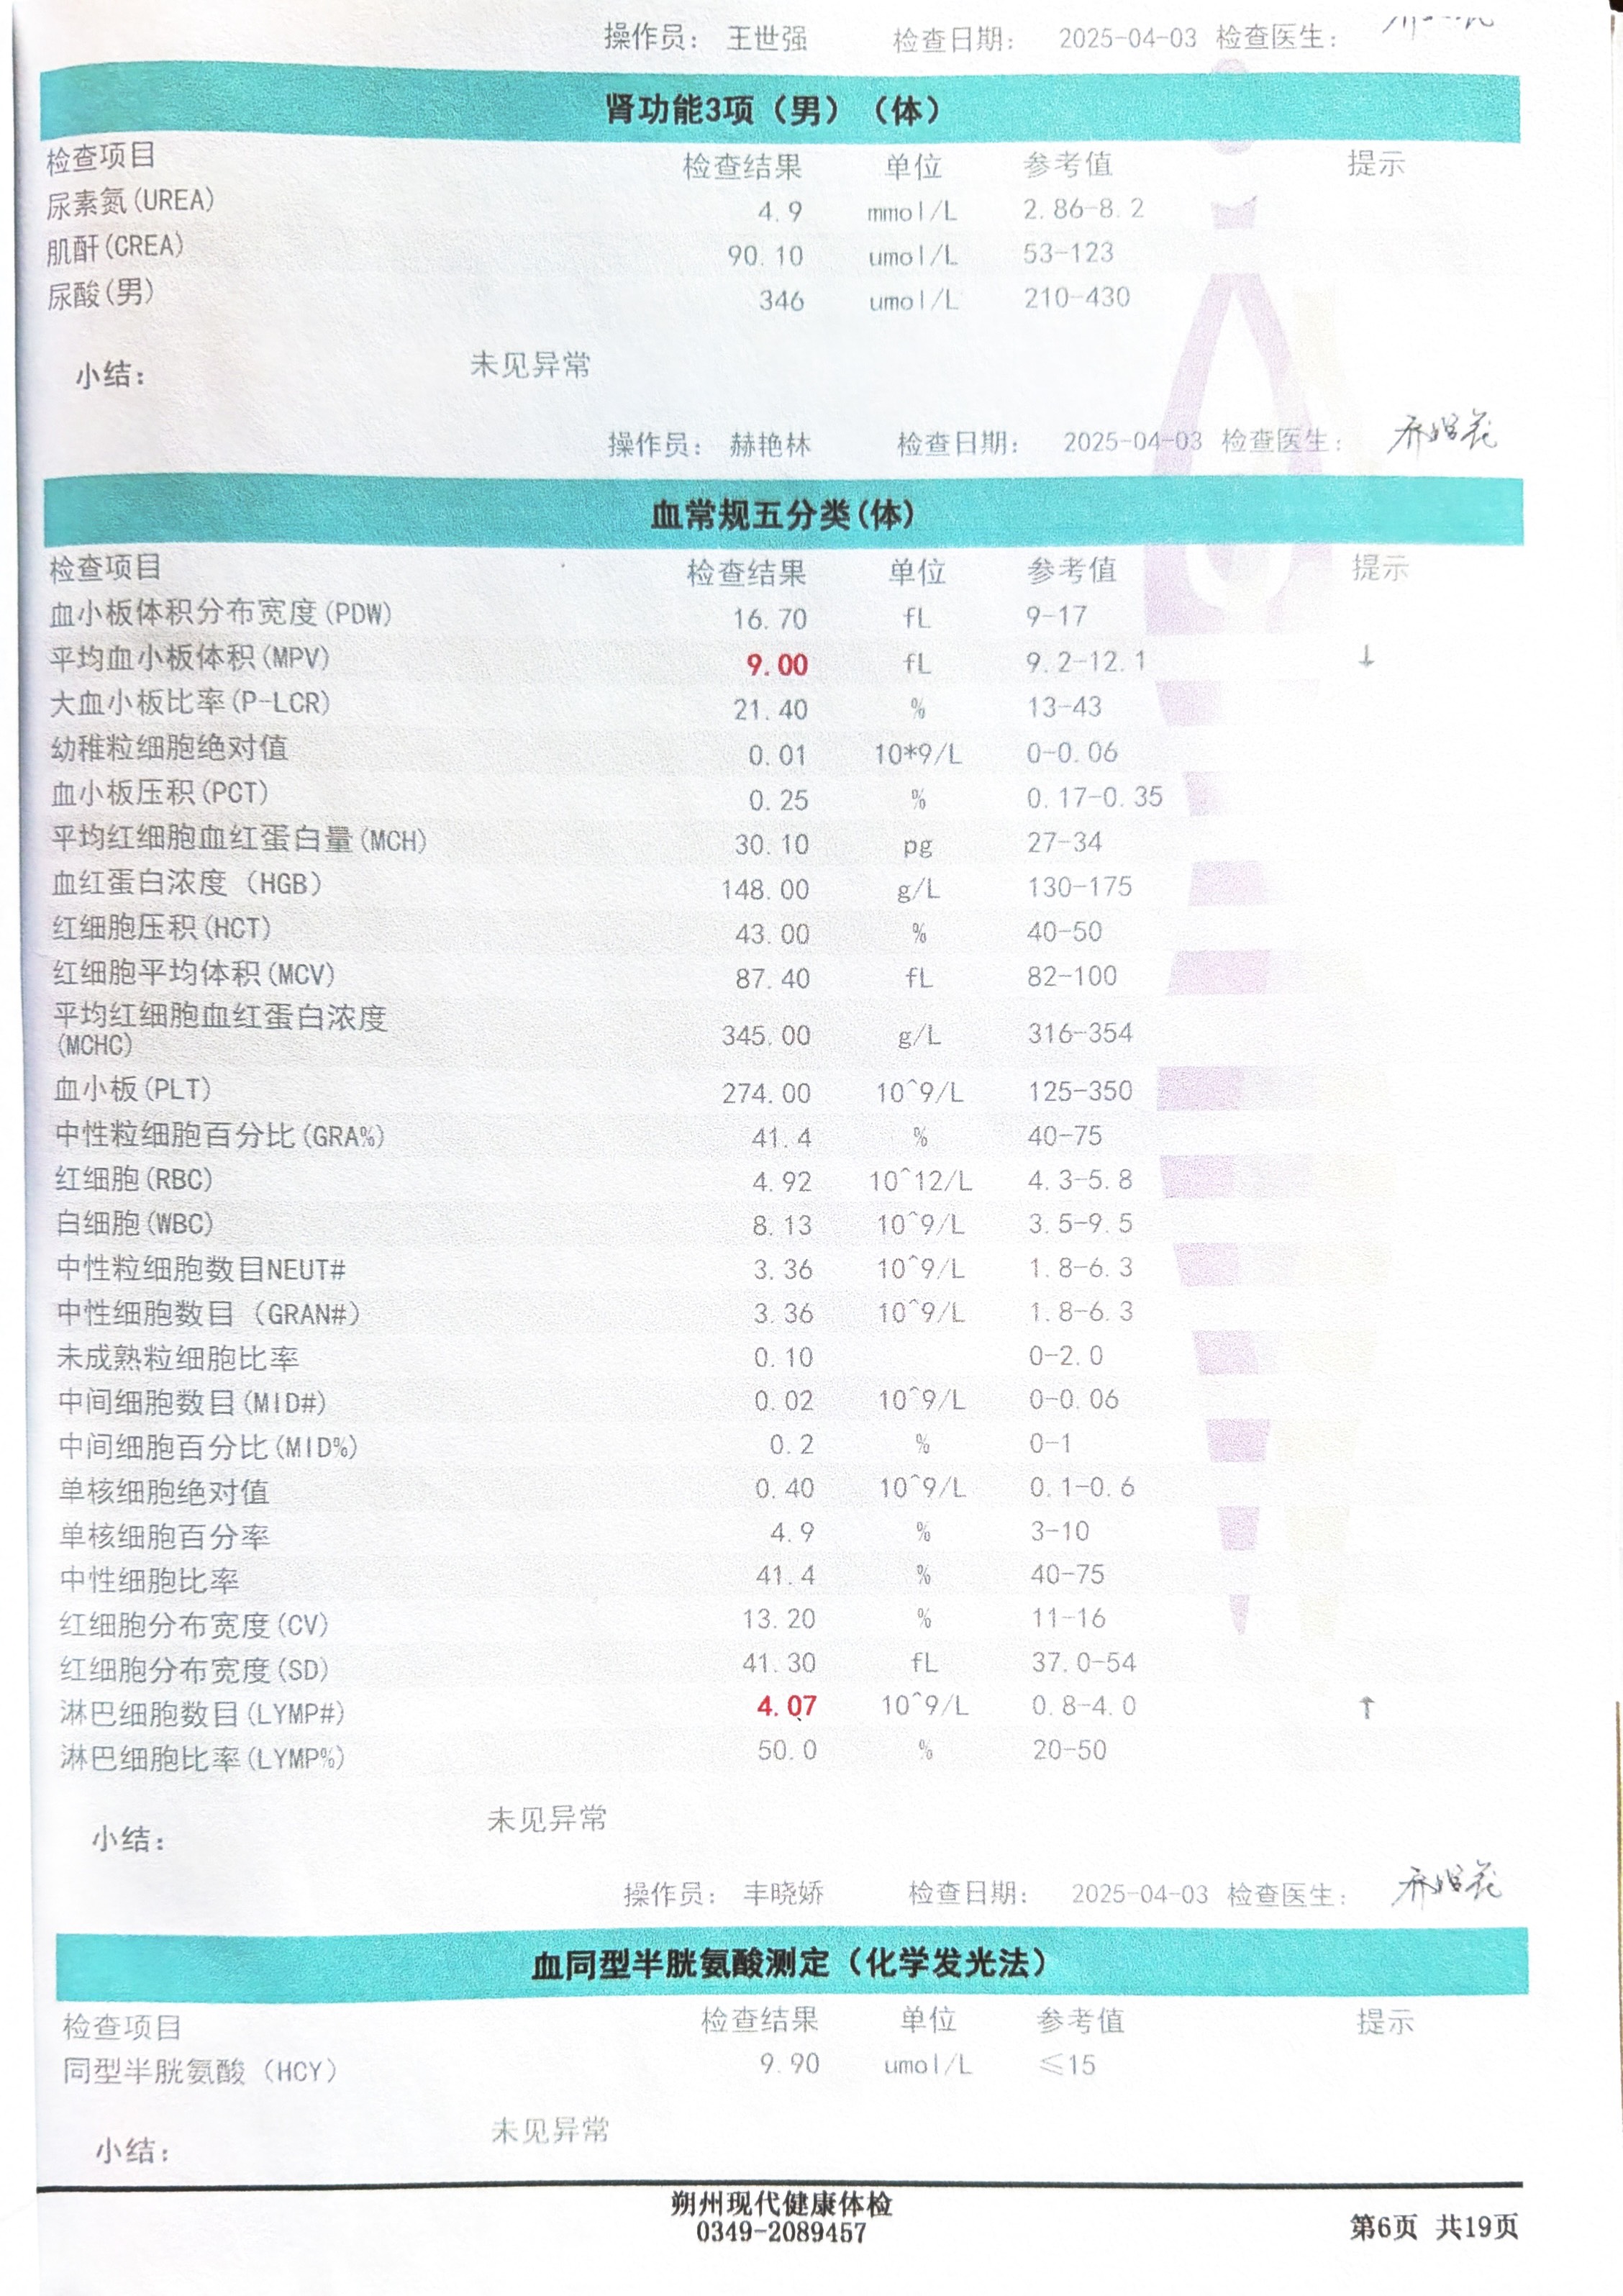 操作员： 王世强 检查日期： 2025-04-03 检查医生：
肾功能3项（男）（体）
检查项目 检查结果 单位 参考值 提示
尿素氮(UREA) 4.9 mmol/L 2.86-8.2
肌酐(CREA) 90.10 umol/L 53-123
尿酸(男) 346 umol/L 210-430
小结： 未见异常
操作员： 赫艳林 检查日期： 2025-04-03 检查医生：
血常规五分类(体)
检查项目 检查结果 单位 参考值 提示
血小板体积分布宽度(PDW) 16.70 fL 9-17
平均血小板体积(MPV) 9.00 fL 9.2-12.1 ↓
大血小板比率(P-LCR) 21.40 % 13-43
幼稚粒细胞绝对值 0.01 10*9/L 0-0.06
血小板压积(PCT) 0.25 % 0.17-0.35
平均红细胞血红蛋白量(MCH) 30.10 pg 27-34
血红蛋白浓度（HGB） 148.00 g/L 130-175
红细胞压积(HCT) 43.00 % 40-50
红细胞平均体积(MCV) 87.40 fL 82-100
平均红细胞血红蛋白浓度
(MCHC) 345.00 g/L 316-354
血小板(PLT) 274.00 10^9/L 125-350
中性粒细胞百分比(GRA%) 41.4 % 40-75
红细胞(RBC) 4.92 10^12/L 4.3-5.8
白细胞(WBC) 8.13 10^9/L 3.5-9.5
中性粒细胞数目NEUT# 3.36 10^9/L 1.8-6.3
中性细胞数目（GRAN#） 3.36 10^9/L 1.8-6.3
未成熟粒细胞比率 0.10 0-2.0
中间细胞数目(MID#) 0.02 10^9/L 0-0.06
中间细胞百分比(MID%) 0.2 % 0-1
单核细胞绝对值 0.40 10^9/L 0.1-0.6
单核细胞百分率 4.9 % 3-10
中性细胞比率 41.4 % 40-75
红细胞分布宽度(CV) 13.20 % 11-16
红细胞分布宽度(SD) 41.30 fL 37.0-54
淋巴细胞数目(LYMP#) 4.07 10^9/L 0.8-4.0 ↑
淋巴细胞比率(LYMP%) 50.0 % 20-50
小结： 未见异常
操作员： 丰晓娇 检查日期： 2025-04-03 检查医生：
血同型半胱氨酸测定（化学发光法）
检查项目 检查结果 单位 参考值 提示
同型半胱氨酸（HCY） 9.90 umol/L ≤15
小结： 未见异常
朔州现代健康体检
0349-2089457
第6页 共19页